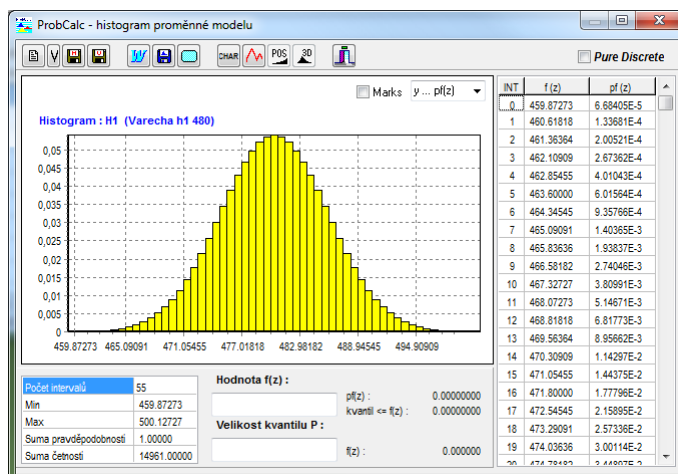 ProbCalc - histogram proměnné modelu
CHAR POS 3D
Pure Discrete
Marks y ... pf(z)
Histogram : H1 (Varecha h1 480)
0,05
0,045
0,04
0,035
0,03
0,025
0,02
0,015
0,01
0,005
0
459.87273 465.09091 471.05455 477.01818 482.98182 488.94545 494.90909
INT f (z) pf (z)
0 459.87273 6.68405E-5
1 460.61818 1.33681E-4
2 461.36364 2.00521E-4
3 462.10909 2.67362E-4
4 462.85455 4.01043E-4
5 463.60000 6.01564E-4
6 464.34545 9.35766E-4
7 465.09091 1.40365E-3
8 465.83636 1.93837E-3
9 466.58182 2.74046E-3
10 467.32727 3.80991E-3
11 468.07273 5.14671E-3
12 468.81818 6.81773E-3
13 469.56364 8.95662E-3
14 470.30909 1.14297E-2
15 471.05455 1.44375E-2
16 471.80000 1.77796E-2
17 472.54545 2.15895E-2
18 473.29091 2.57336E-2
19 474.03636 3.00114E-2
20 474.78182 3.44807E-2
Počet intervalů 55
Min 459.87273
Max 500.12727
Suma pravděpodobností 1.00000
Suma četností 14961.00000
Hodnota f(z) :
pf(z) : 0.00000000
kvantil <= f(z) : 0.00000000
Velikost kvantilu P :
f(z) : 0.000000